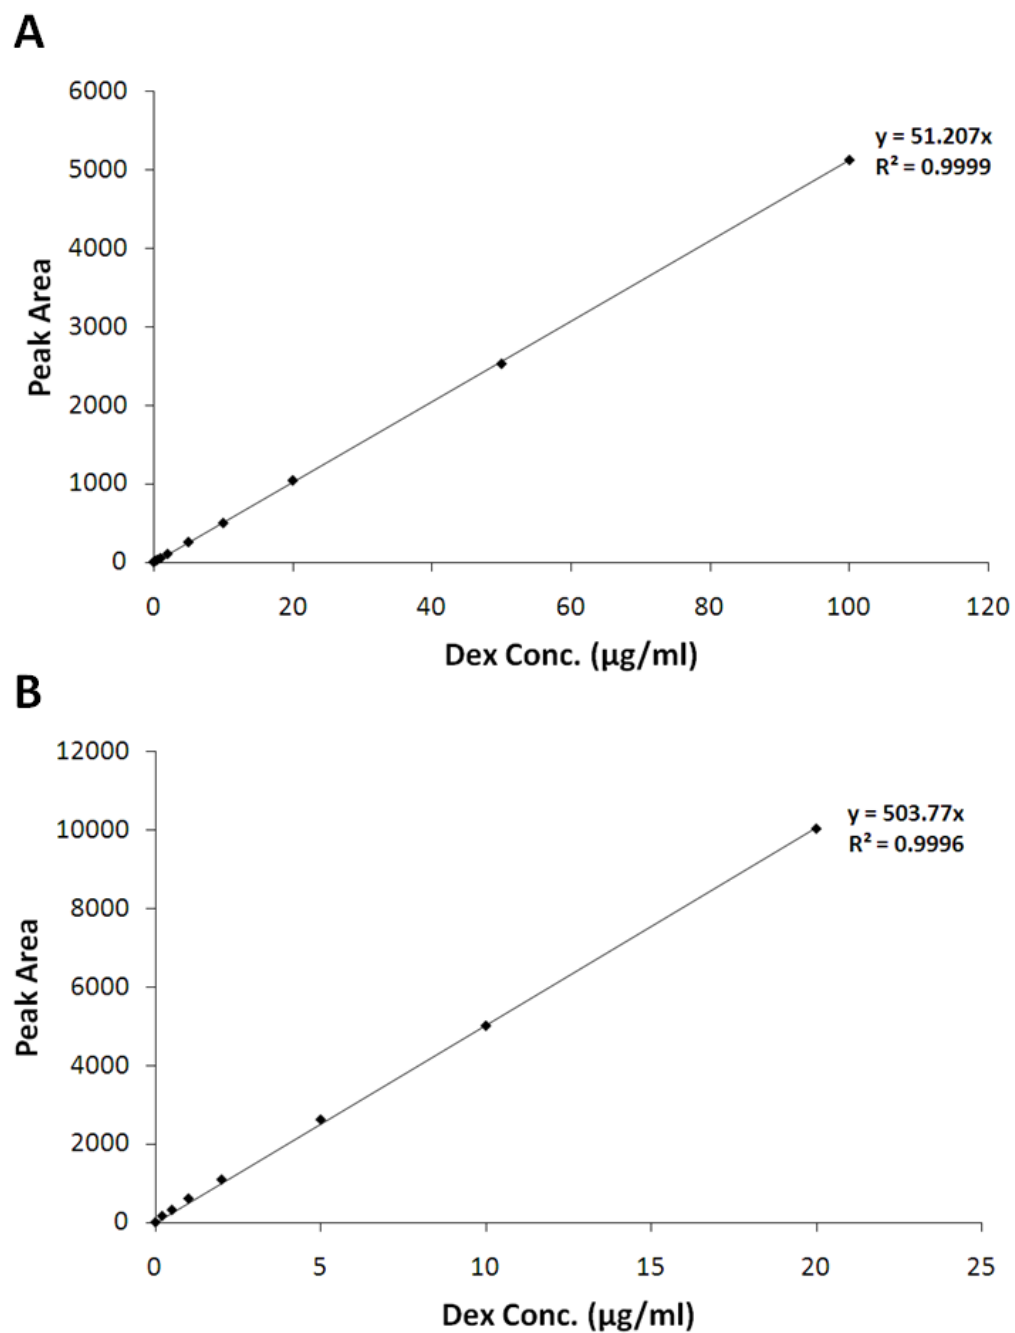 A
6000
5000
4000
3000
2000
1000
0
Peak Area
y = 51.207x
R² = 0.9999
0 20 40 60 80 100 120
Dex Conc. (µg/ml)
B
12000
10000
8000
6000
4000
2000
0
Peak Area
y = 503.77x
R² = 0.9996
0 5 10 15 20 25
Dex Conc. (µg/ml)